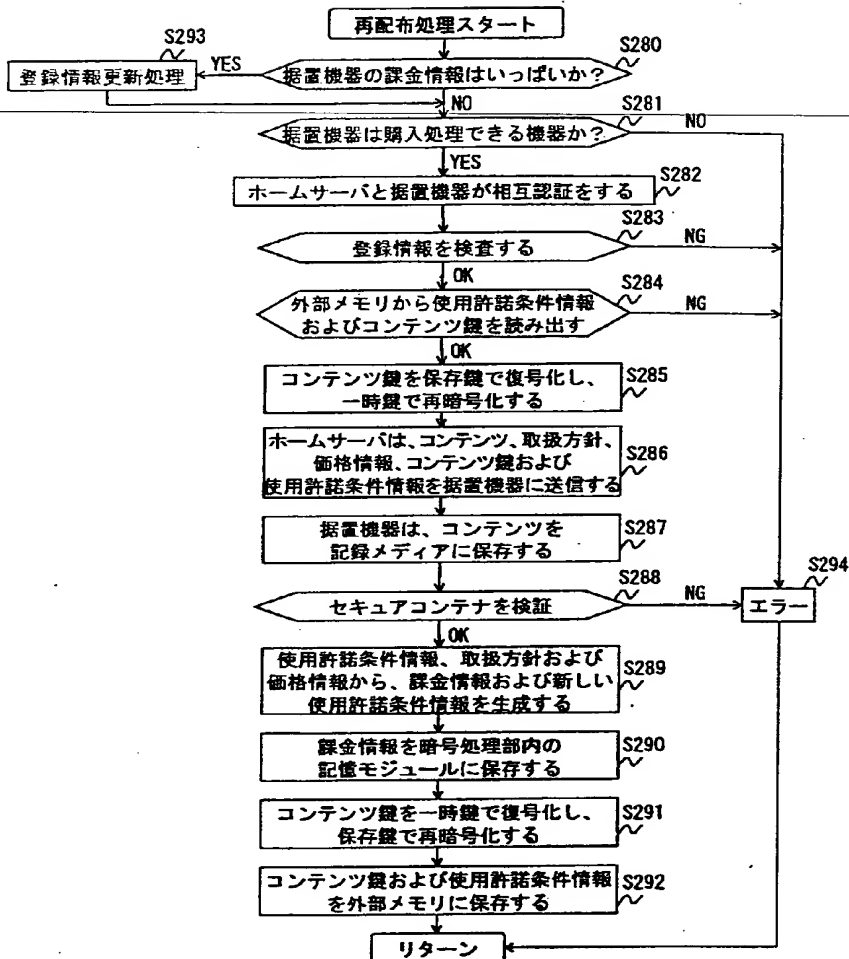 再配布処理スタート
S293
S280
登録情報更新処理
YES
据置機器の課金情報はいっぱいか?
NO
S281
据置機器は購入処理できる機器か?
NO
YES
S282
ホームサーバと据置機器が相互認証をする
S283
登録情報を検査する
NG
OK
S284
外部メモリから使用許諾条件情報
およびコンテンツ鍵を読み出す
NG
OK
コンテンツ鍵を保存鍵で復号化し、
一時鍵で再暗号化する
S285
ホームサーバは、コンテンツ、取扱方針、
価格情報、コンテンツ鍵および
使用許諾条件情報を据置機器に送信する
S286
据置機器は、コンテンツを
記録メディアに保存する
S287
S288
セキュアコンテナを検証
NG
S294
エラー
OK
使用許諾条件情報、取扱方針および
価格情報から、課金情報および新しい
使用許諾条件情報を生成する
S289
課金情報を暗号処理部内の
記憶モジュールに保存する
S290
コンテンツ鍵を一時鍵で復号化し、
保存鍵で再暗号化する
S291
コンテンツ鍵および使用許諾条件情報
を外部メモリに保存する
S292
リターン